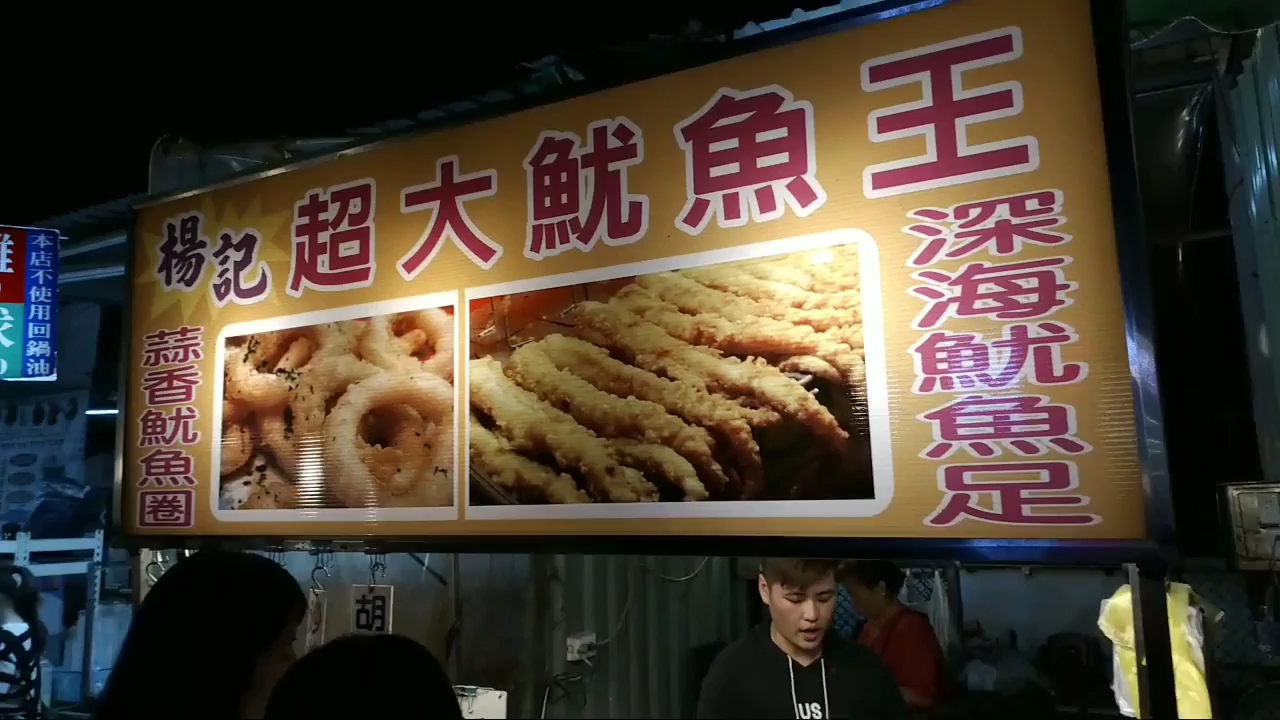 楊記
超大魷魚王
蒜香魷魚圈
深海魷魚足
本店不使用回鍋油
胡
US